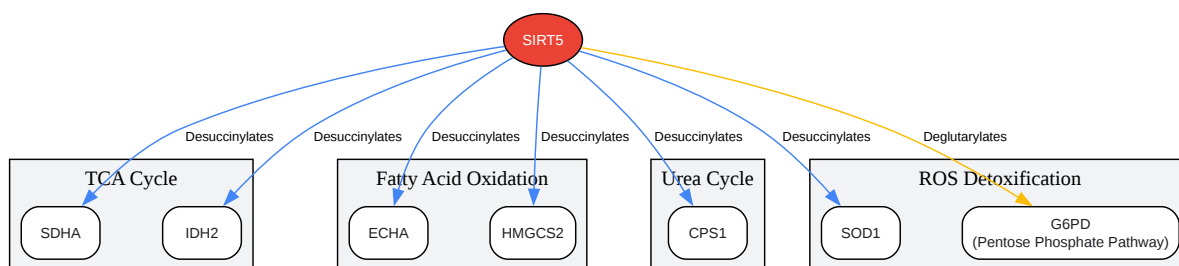 SIRT5
Desuccinylates
Desuccinylates
Desuccinylates
Desuccinylates
Desuccinylates
Desuccinylates
Deglutarylates
TCA Cycle
Fatty Acid Oxidation
Urea Cycle
ROS Detoxification
SDHA
IDH2
ECHA
HMGCS2
CPS1
SOD1
G6PD
(Pentose Phosphate Pathway)